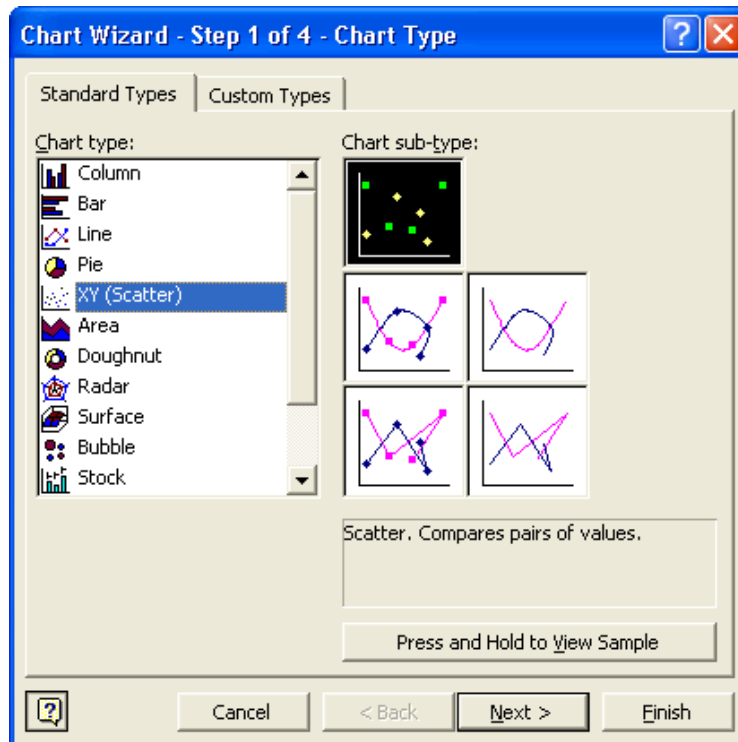 Chart Wizard - Step 1 of 4 - Chart Type
Standard Types
Custom Types
Chart type:
Column
Bar
Line
Pie
XY (Scatter)
Area
Doughnut
Radar
Surface
Bubble
Stock
Chart sub-type:
Scatter. Compares pairs of values.
Press and Hold to View Sample
Cancel
< Back
Next >
Finish